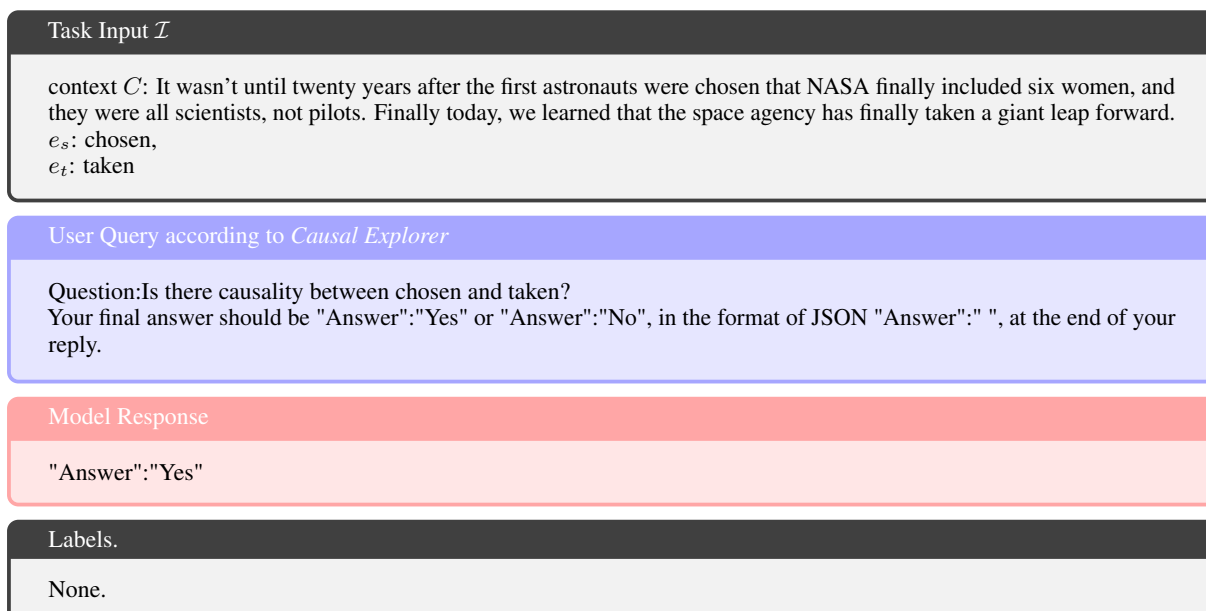 Task Input ℐ
context C: It wasn't until twenty years after the first astronauts were chosen that NASA finally included six women, and
they were all scientists, not pilots. Finally today, we learned that the space agency has finally taken a giant leap forward.
eₛ: chosen,
eₜ: taken
User Query according to Causal Explorer
Question:Is there causality between chosen and taken?
Your final answer should be "Answer":"Yes" or "Answer":"No", in the format of JSON "Answer":" ", at the end of your
reply.
Model Response
"Answer":"Yes"
Labels.
None.